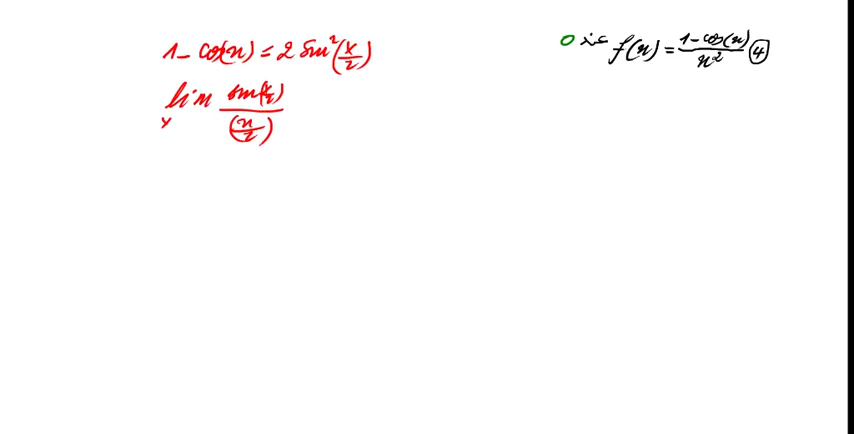 ④ f(x) = (1 - cos(x)) / x² عند 0
1 - cos(x) = 2 sin²(x/2)
lim x sin(x/2) / (x/2)